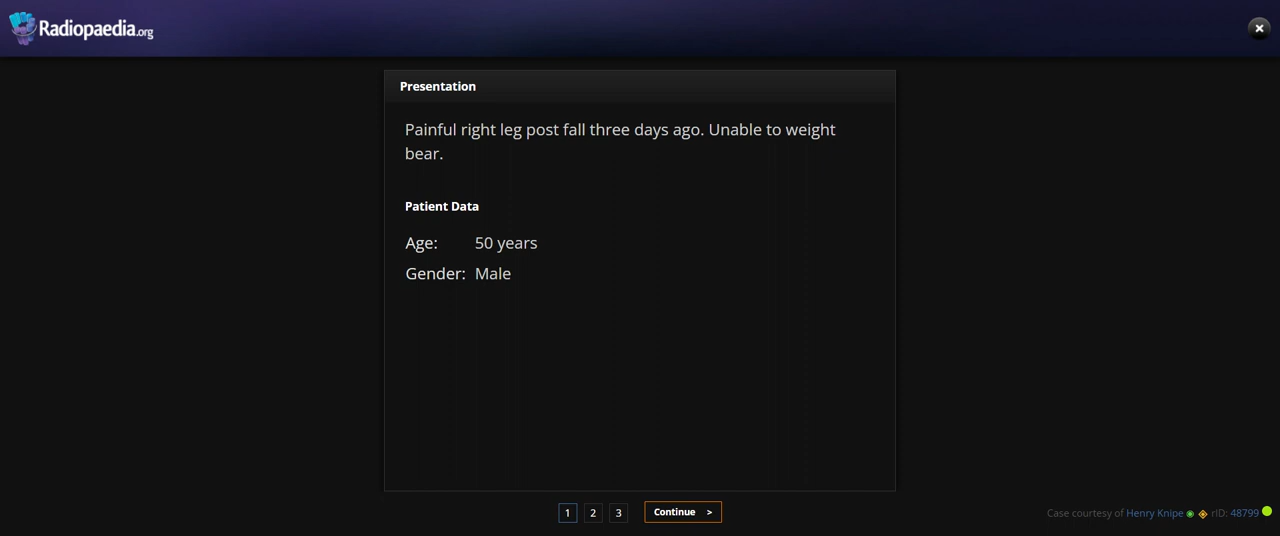 Radiopaedia.org
Presentation
Painful right leg post fall three days ago. Unable to weight
bear.
Patient Data
Age: 50 years
Gender: Male
1 2 3 Continue >
Case courtesy of Henry Knipe rID: 48799